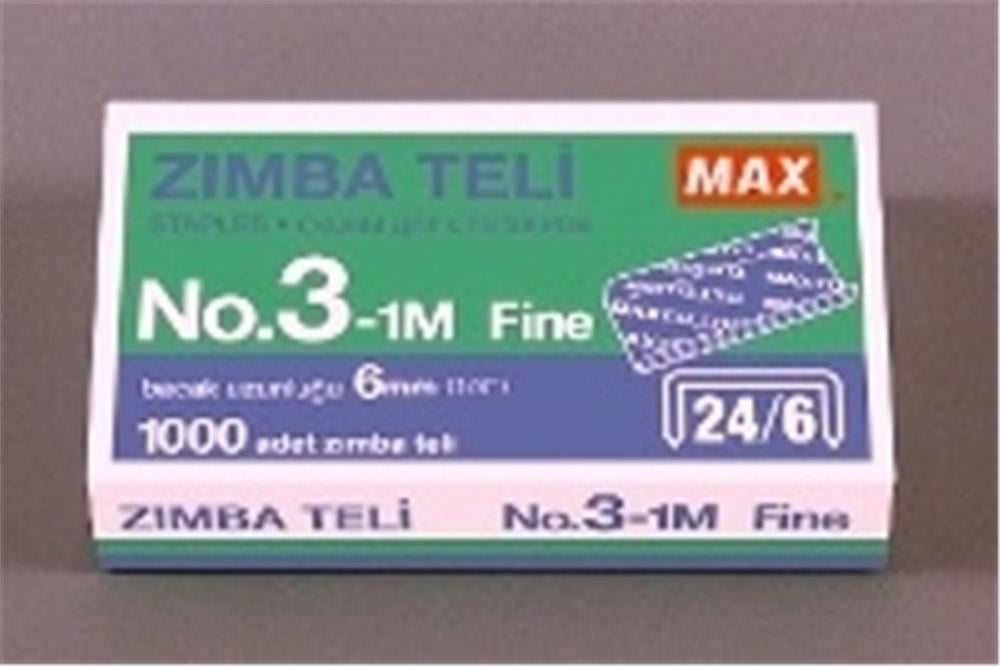 ZIMBA TELİ
MAX
STAPLES •
No.3-1M Fine
bacak uzunluğu 6mm
1000 adet zımba teli
24/6
ZIMBA TELİ No.3-1M Fine